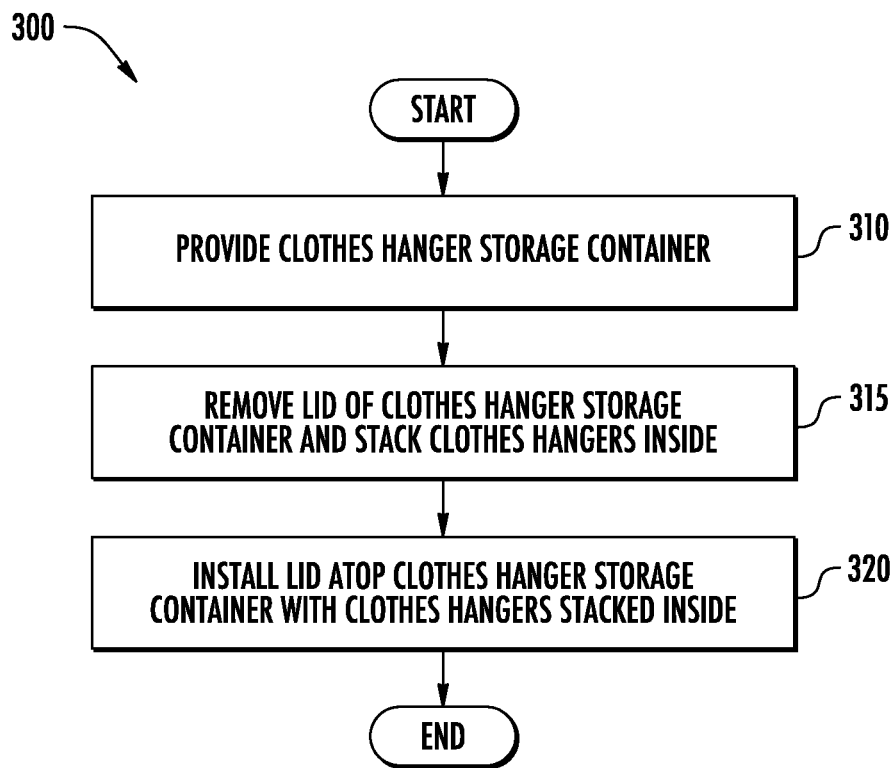 300
START
PROVIDE CLOTHES HANGER STORAGE CONTAINER
310
REMOVE LID OF CLOTHES HANGER STORAGE
CONTAINER AND STACK CLOTHES HANGERS INSIDE
315
INSTALL LID ATOP CLOTHES HANGER STORAGE
CONTAINER WITH CLOTHES HANGERS STACKED INSIDE
320
END